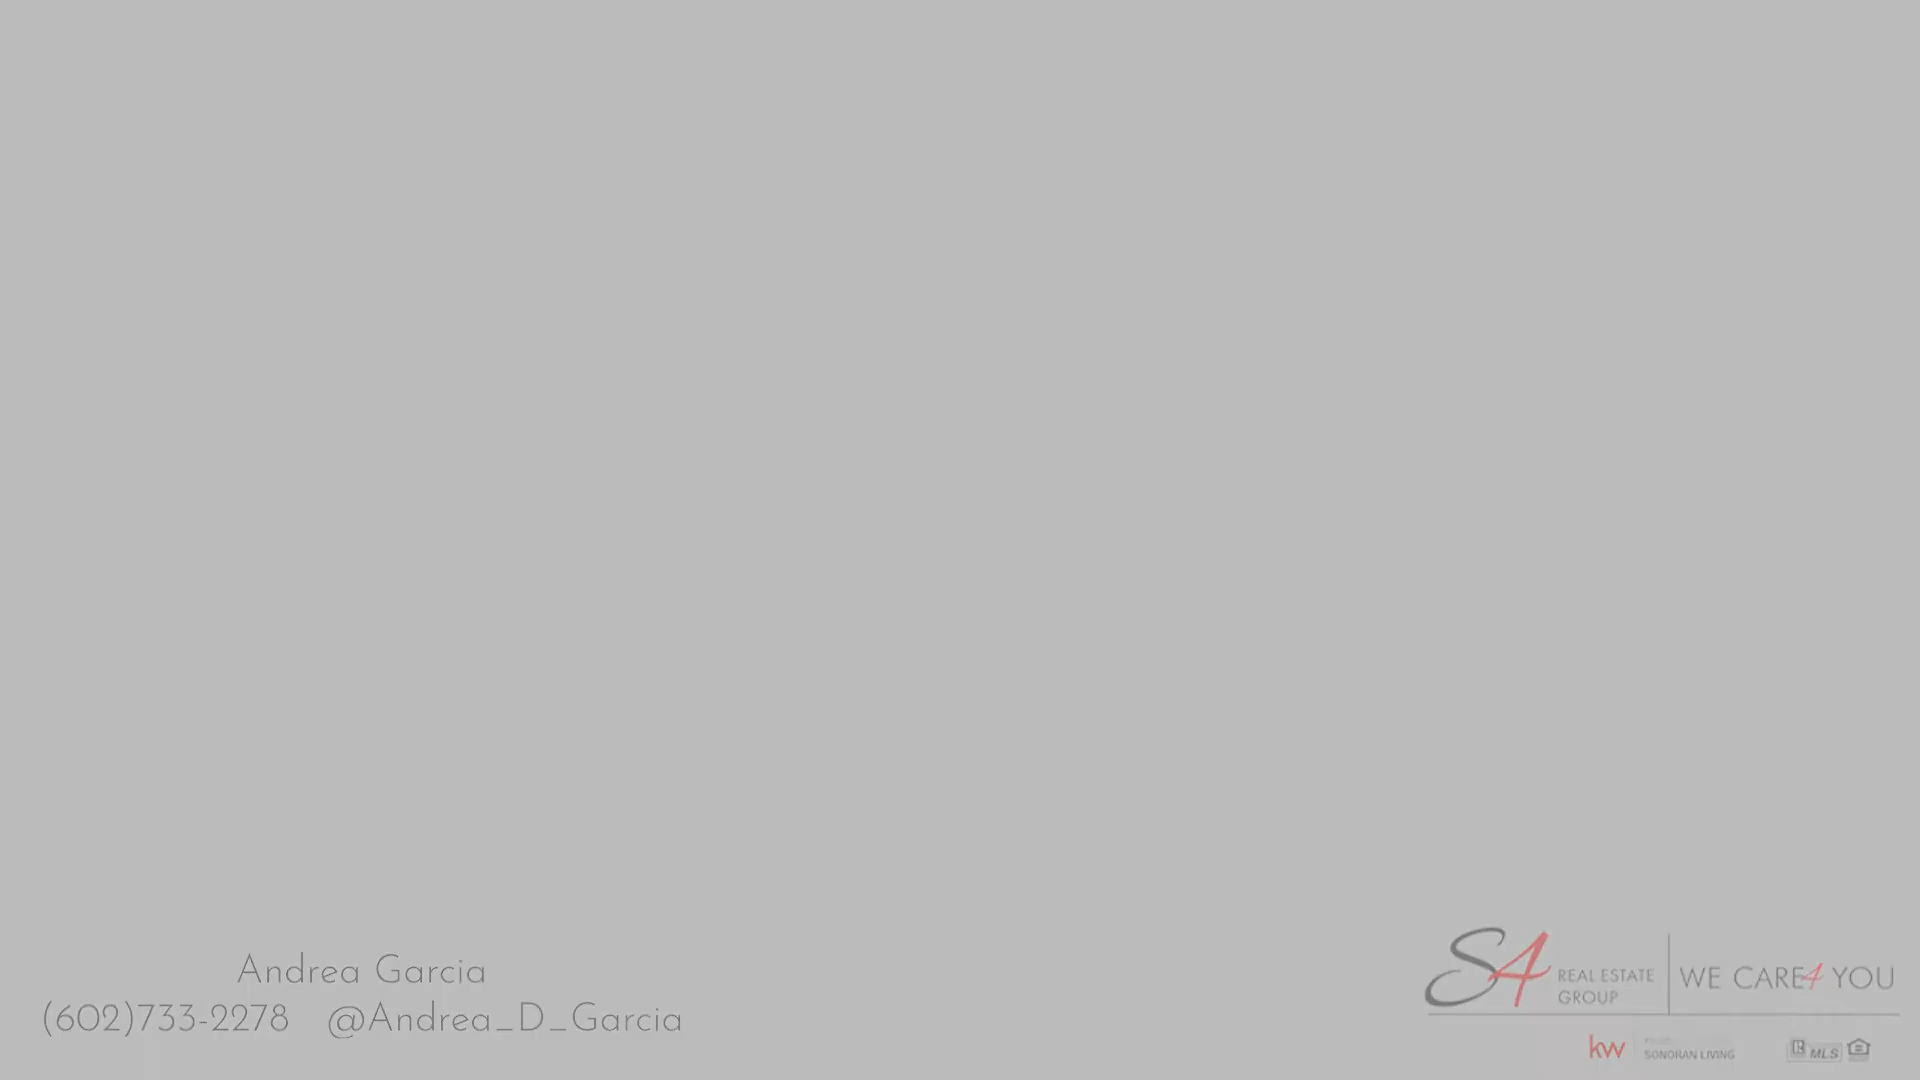 Andrea Garcia
(602)733-2278 @Andrea_D_Garcia
S4 REAL ESTATE GROUP
WE CARE4 YOU
kw
SONORAN LIVING
R MLS